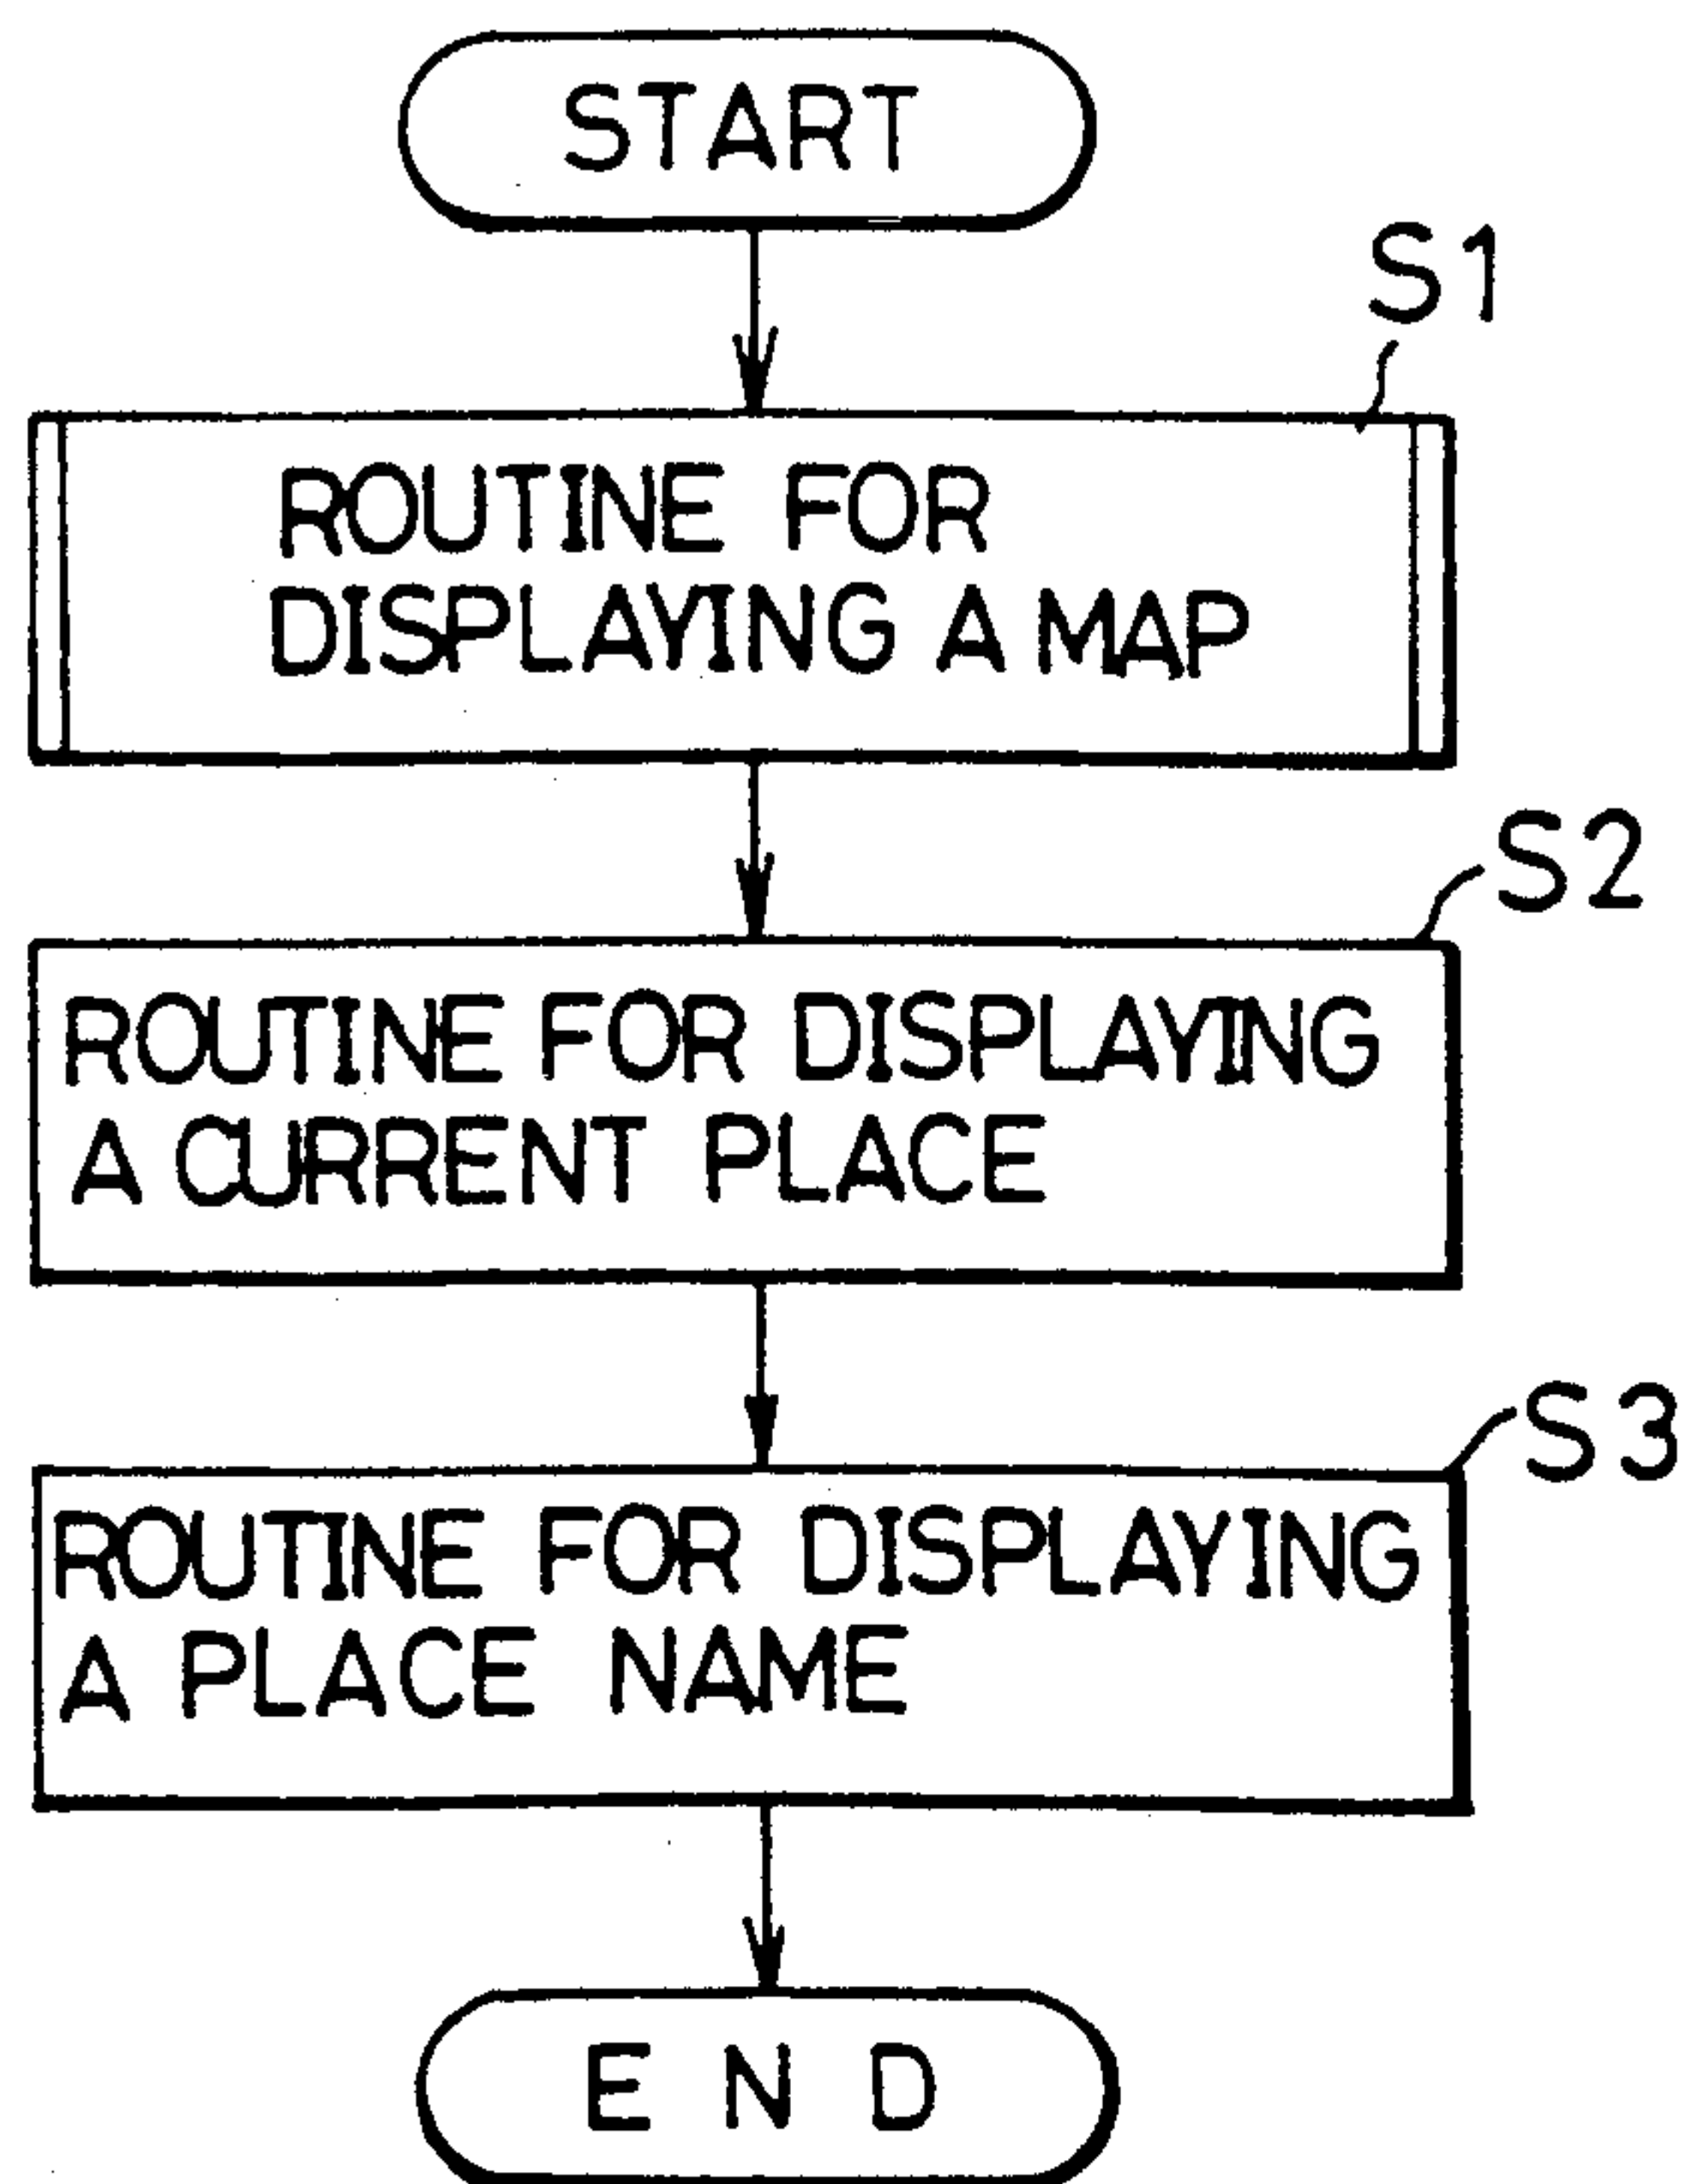 START
S1
ROUTINE FOR
DISPLAYING A MAP
S2
ROUTINE FOR DISPLAYING
A CURRENT PLACE
S3
ROUTINE FOR DISPLAYING
A PLACE NAME
END